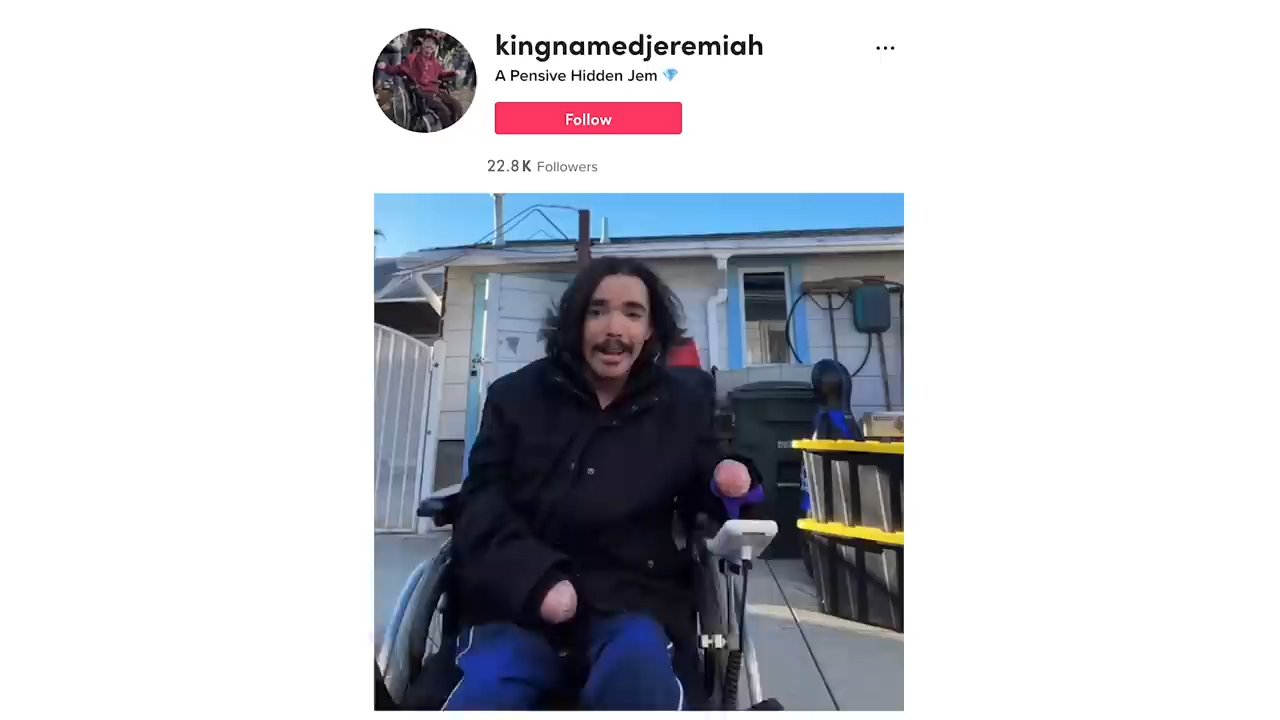 kingnamedjeremiah
A Pensive Hidden Jem 💎
Follow
22.8K Followers